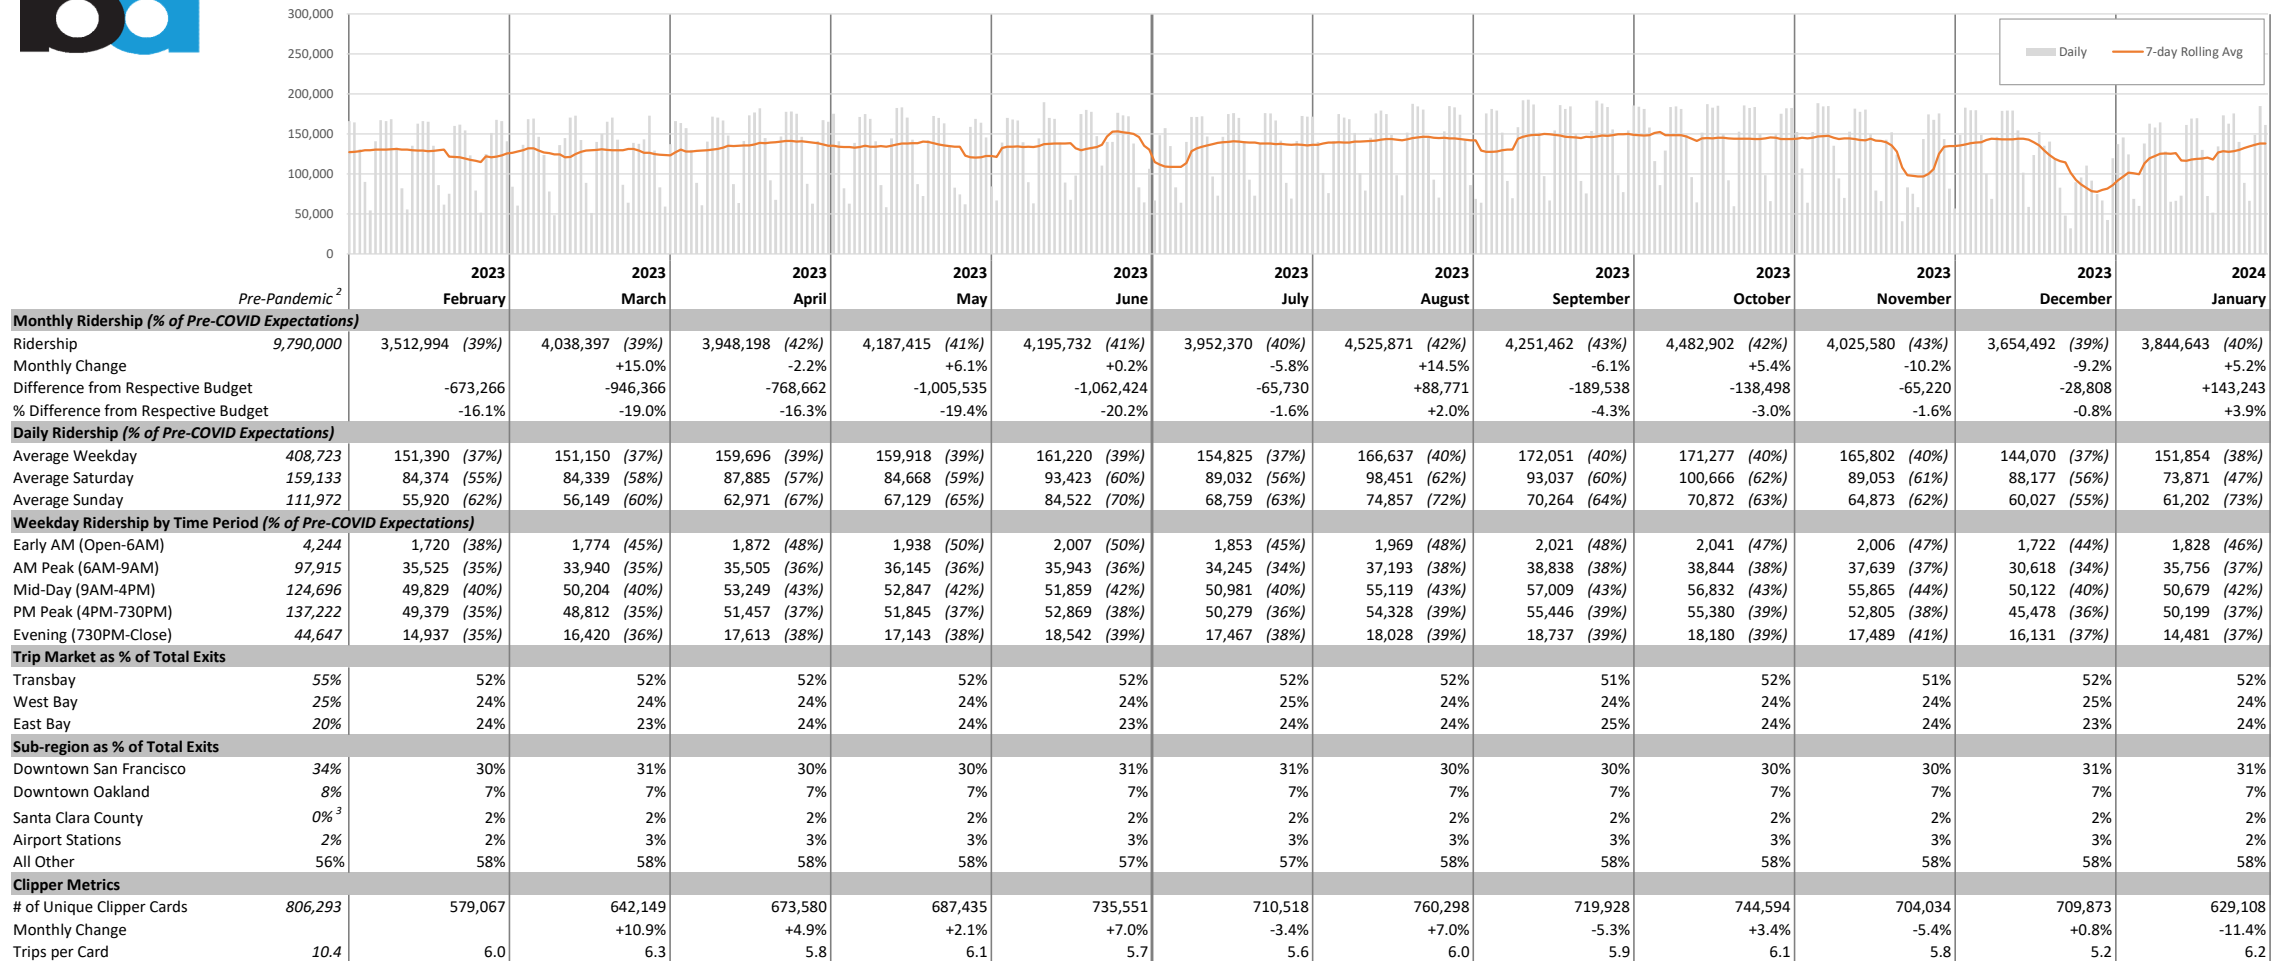 ba
300,000
250,000
200,000
150,000
100,000
50,000
0
Daily 7-day Rolling Avg
2023 2023 2023 2023 2023 2023 2023 2023 2023 2023 2023 2024
Pre-Pandemic 2 February March April May June July August September October November December January
Monthly Ridership (% of Pre-COVID Expectations)
Ridership 9,790,000 3,512,994 (39%) 4,038,397 (39%) 3,948,198 (42%) 4,187,415 (41%) 4,195,732 (41%) 3,952,370 (40%) 4,525,871 (42%) 4,251,462 (43%) 4,482,902 (42%) 4,025,580 (43%) 3,654,492 (39%) 3,844,643 (40%)
Monthly Change +15.0% -2.2% +6.1% +0.2% -5.8% +14.5% -6.1% +5.4% -10.2% -9.2% +5.2%
Difference from Respective Budget -673,266 -946,366 -768,662 -1,005,535 -1,062,424 -65,730 +88,771 -189,538 -138,498 -65,220 -28,808 +143,243
% Difference from Respective Budget -16.1% -19.0% -16.3% -19.4% -20.2% -1.6% +2.0% -4.3% -3.0% -1.6% -0.8% +3.9%
Daily Ridership (% of Pre-COVID Expectations)
Average Weekday 408,723 151,390 (37%) 151,150 (37%) 159,696 (39%) 159,918 (39%) 161,220 (39%) 154,825 (37%) 166,637 (40%) 172,051 (40%) 171,277 (40%) 165,802 (40%) 144,070 (37%) 151,854 (38%)
Average Saturday 159,133 84,374 (55%) 84,339 (58%) 87,885 (57%) 84,668 (59%) 93,423 (60%) 89,032 (56%) 98,451 (62%) 93,037 (60%) 100,666 (62%) 89,053 (61%) 88,177 (56%) 73,871 (47%)
Average Sunday 111,972 55,920 (62%) 56,149 (60%) 62,971 (67%) 67,129 (65%) 84,522 (70%) 68,759 (63%) 74,857 (72%) 70,264 (64%) 70,872 (63%) 64,873 (62%) 60,027 (55%) 61,202 (73%)
Weekday Ridership by Time Period (% of Pre-COVID Expectations)
Early AM (Open-6AM) 4,244 1,720 (38%) 1,774 (45%) 1,872 (48%) 1,938 (50%) 2,007 (50%) 1,853 (45%) 1,969 (48%) 2,021 (48%) 2,041 (47%) 2,006 (47%) 1,722 (44%) 1,828 (46%)
AM Peak (6AM-9AM) 97,915 35,525 (35%) 33,940 (35%) 35,505 (36%) 36,145 (36%) 35,943 (36%) 34,245 (34%) 37,193 (38%) 38,838 (38%) 38,844 (38%) 37,639 (37%) 30,618 (34%) 35,756 (37%)
Mid-Day (9AM-4PM) 124,696 49,829 (40%) 50,204 (40%) 53,249 (43%) 52,847 (42%) 51,859 (42%) 50,981 (40%) 55,119 (43%) 57,009 (43%) 56,832 (43%) 55,865 (44%) 50,122 (40%) 50,679 (42%)
PM Peak (4PM-730PM) 137,222 49,379 (35%) 48,812 (35%) 51,457 (37%) 51,845 (37%) 52,869 (38%) 50,279 (36%) 54,328 (39%) 55,446 (39%) 55,380 (39%) 52,805 (38%) 45,478 (36%) 50,199 (37%)
Evening (730PM-Close) 44,647 14,937 (35%) 16,420 (36%) 17,613 (38%) 17,143 (38%) 18,542 (39%) 17,467 (38%) 18,028 (39%) 18,737 (39%) 18,180 (39%) 17,489 (41%) 16,131 (37%) 14,481 (37%)
Trip Market as % of Total Exits
Transbay 55% 52% 52% 52% 52% 52% 52% 52% 51% 52% 51% 52% 52%
West Bay 25% 24% 24% 24% 24% 24% 25% 24% 24% 24% 24% 25% 24%
East Bay 20% 24% 23% 24% 24% 23% 24% 24% 25% 24% 24% 23% 24%
Sub-region as % of Total Exits
Downtown San Francisco 34% 30% 31% 30% 30% 31% 31% 30% 30% 30% 30% 31% 31%
Downtown Oakland 8% 7% 7% 7% 7% 7% 7% 7% 7% 7% 7% 7% 7%
Santa Clara County 0% 3 2% 2% 2% 2% 2% 2% 2% 2% 2% 2% 2% 2%
Airport Stations 2% 2% 3% 3% 3% 3% 3% 3% 3% 3% 3% 3% 2%
All Other 56% 58% 58% 58% 58% 57% 57% 58% 58% 58% 58% 58% 58%
Clipper Metrics
# of Unique Clipper Cards 806,293 579,067 642,149 673,580 687,435 735,551 710,518 760,298 719,928 744,594 704,034 709,873 629,108
Monthly Change +10.9% +4.9% +2.1% +7.0% -3.4% +7.0% -5.3% +3.4% -5.4% +0.8% -11.4%
Trips per Card 10.4 6.0 6.3 5.8 6.1 5.7 5.6 6.0 5.9 6.1 5.8 5.2 6.2